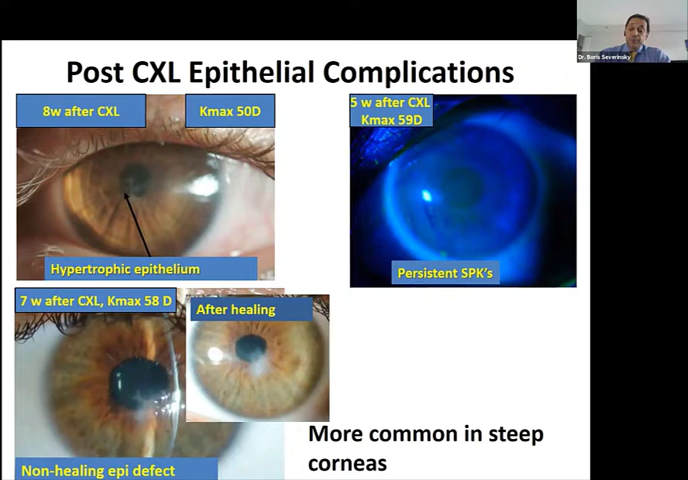 Dr. Boris Severinsky
Post CXL Epithelial Complications
8w after CXL
Kmax 50D
5 w after CXL
Kmax 59D
Hypertrophic epithelium
Persistent SPK's
7 w after CXL, Kmax 58 D
After healing
Non-healing epi defect
More common in steep
corneas